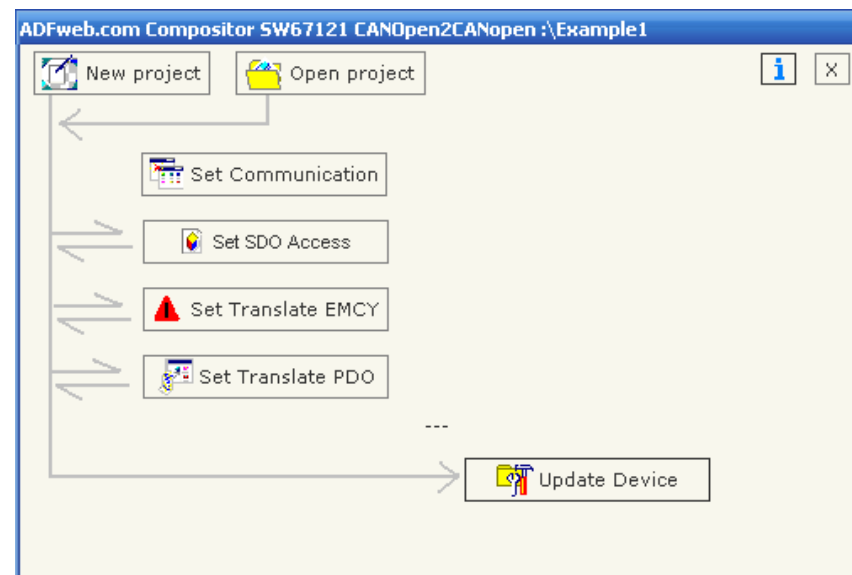 ADFweb.com Compositor SW67121 CANOpen2CANopen :\Example1
New project
Open project
i
X
Set Communication
Set SDO Access
Set Translate EMCY
Set Translate PDO
---
Update Device